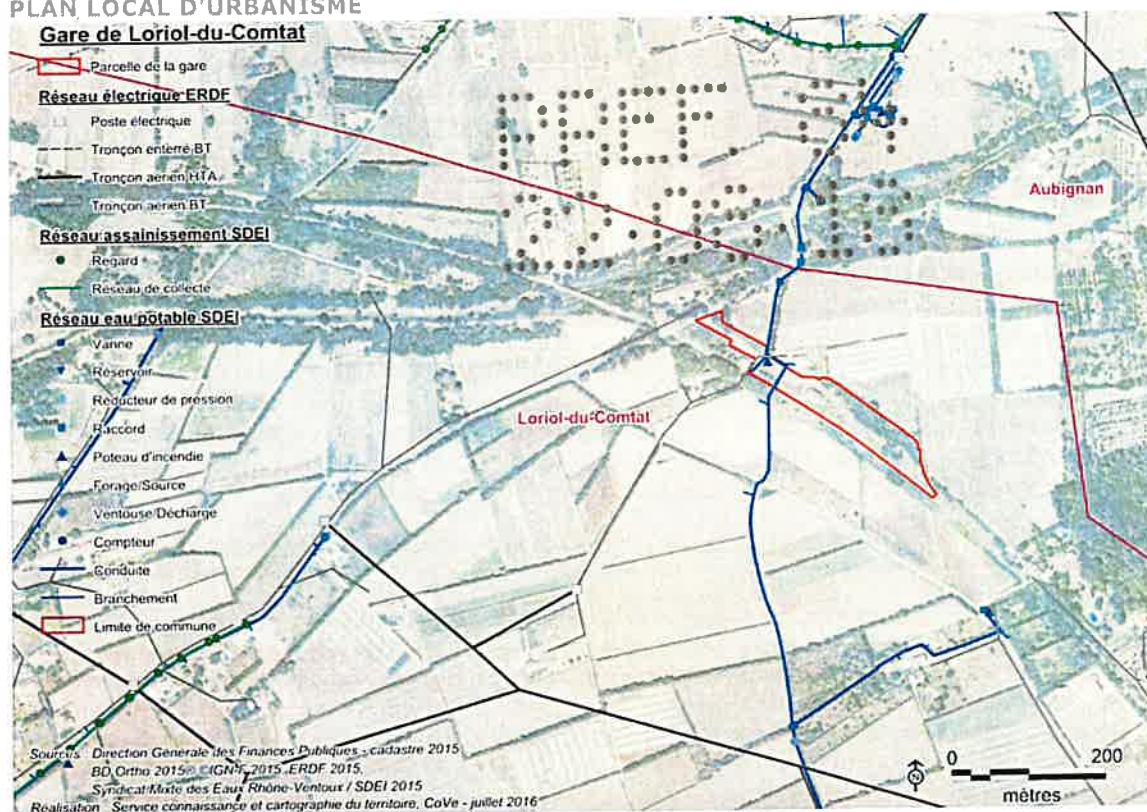 PLAN LOCAL D'URBANISME
Gare de Loriol-du-Comtat
Parcelle de la gare
Réseau électrique ERDF
Poste électrique
Tronçon enterré BT
Tronçon aérien HTA
Tronçon aérien BT
Réseau assainissement SDEI
Regard
Réseau de collecte
Réseau eau potable SDEI
Vanne
Réservoir
Réducteur de pression
Raccord
Poteau d'incendie
Forage/Source
Ventouse/Décharge
Compteur
Conduite
Branchement
Limite de commune
Aubignan
Loriol-du-Comtat
Sources : Direction Générale des Finances Publiques - cadastre 2015
BD Ortho 2015 © IGN-F 2015, ERDF 2015,
Syndicat Mixte des Eaux Rhône-Ventoux / SDEI 2015
Réalisation : Service connaissance et cartographie du territoire, CoVe - juillet 2016
0 200
mètres